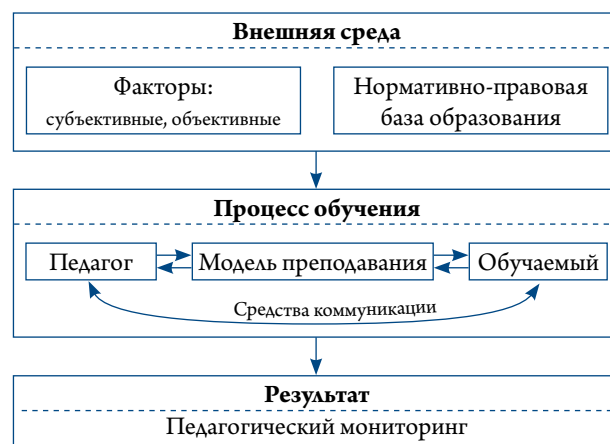 Внешняя среда
Факторы:
субъективные, объективные
Нормативно-правовая
база образования
Процесс обучения
Педагог
Модель преподавания
Обучаемый
Средства коммуникации
Результат
Педагогический мониторинг